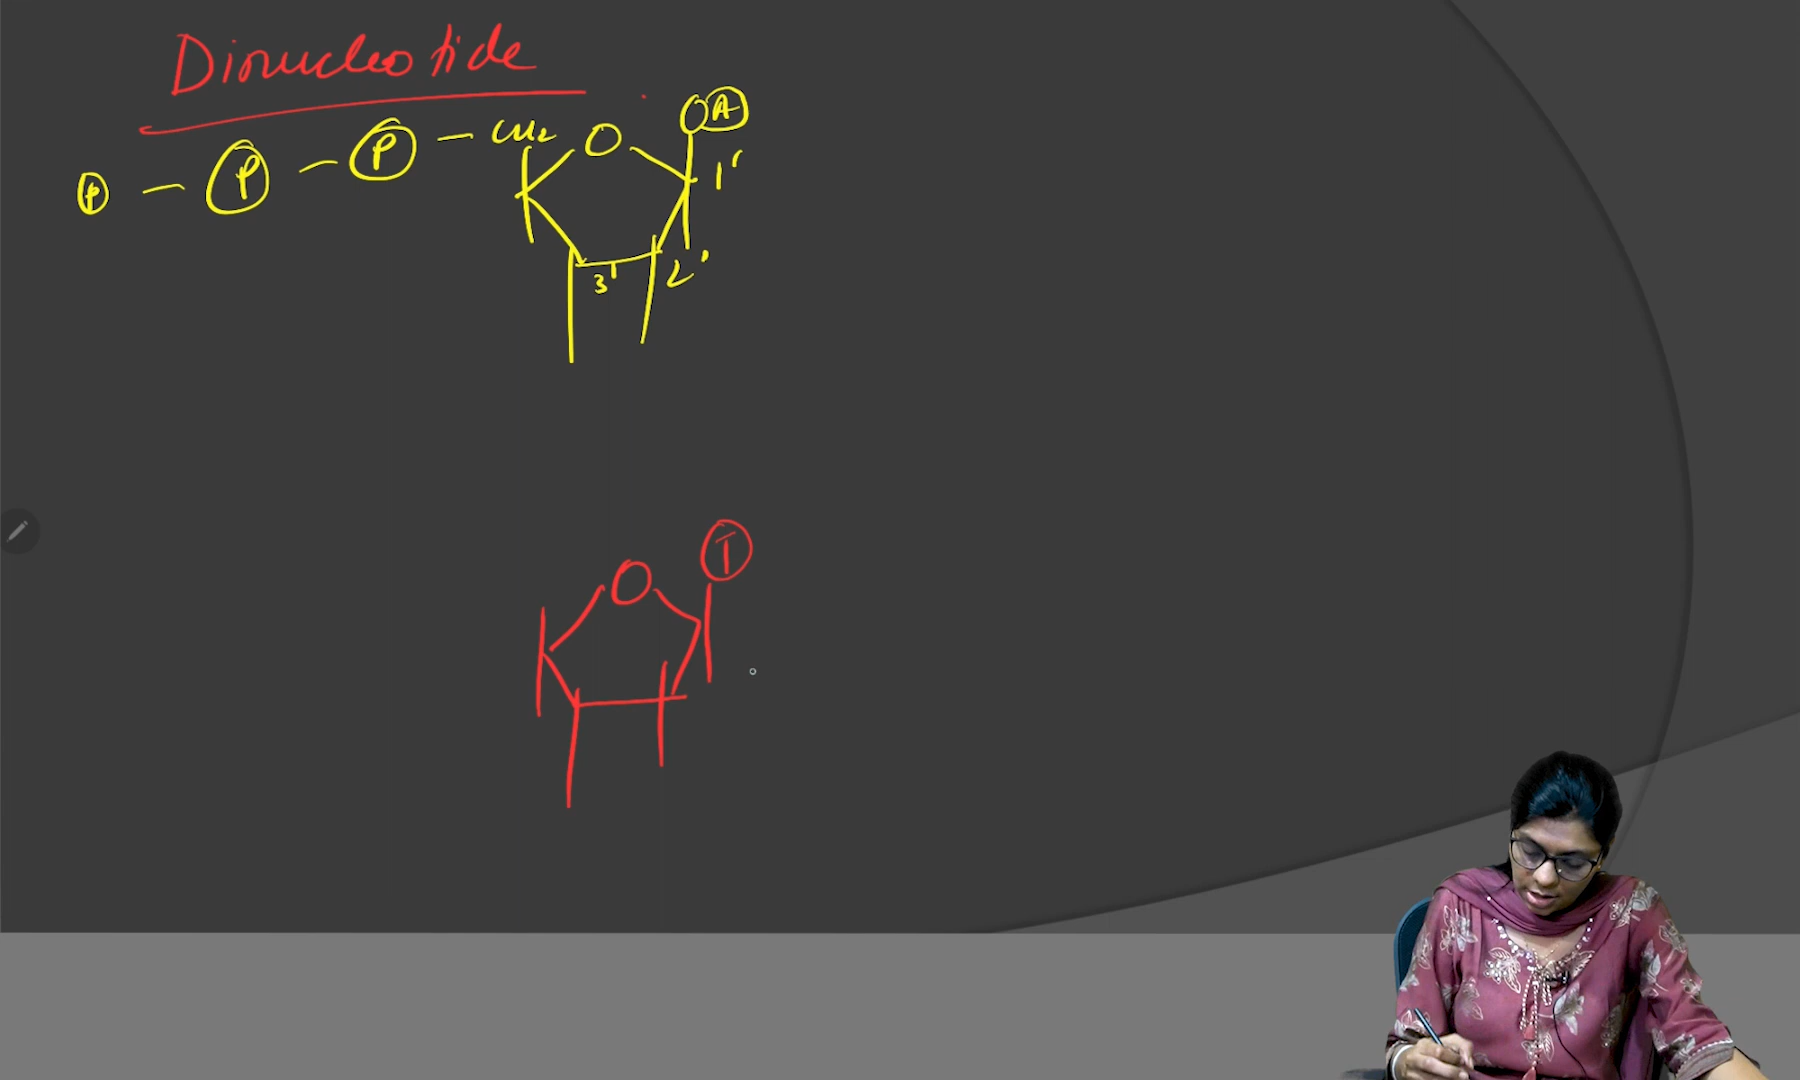 Dinucleotide
P - P - P - CH2 O O A
1'
3' 2'
T
O